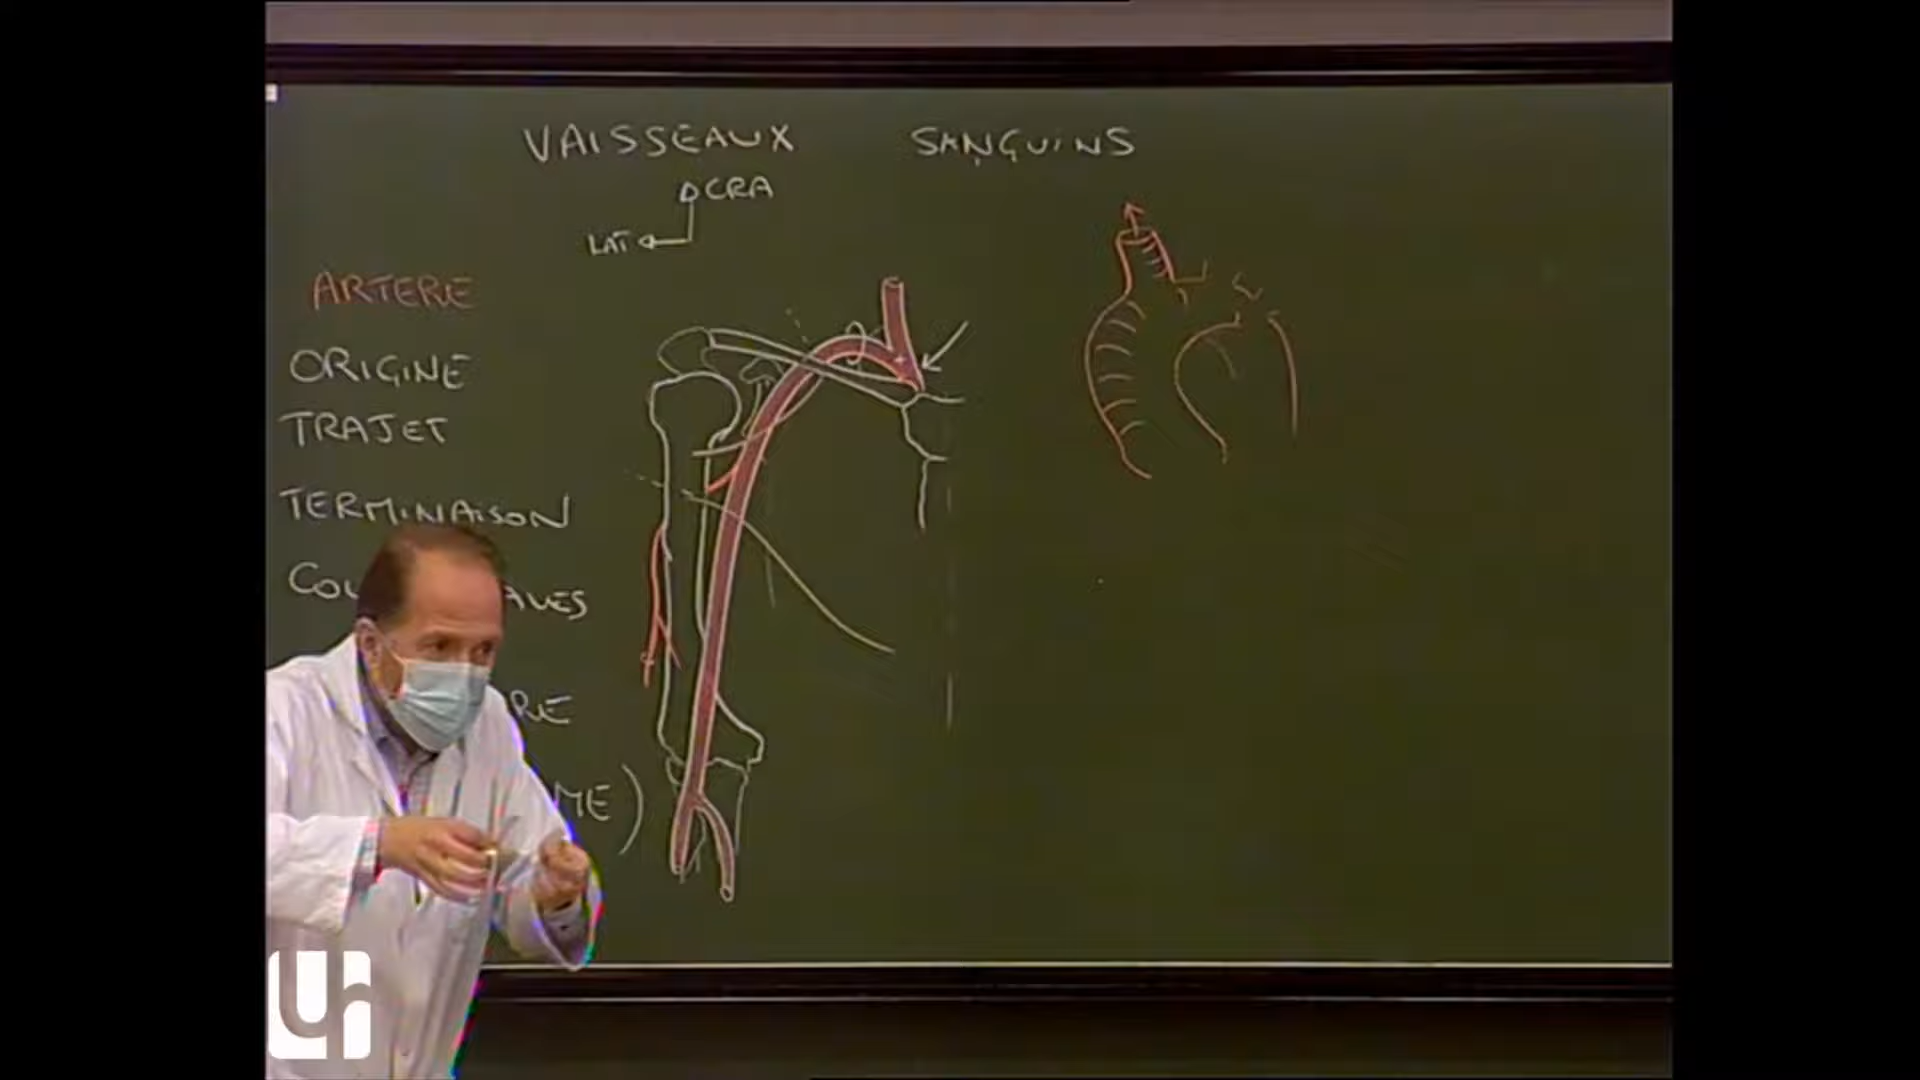 VAISSEAUX SANGUINS
CRA
LAT
ARTERE
ORIGINE
TRAJET
TERMINAISON